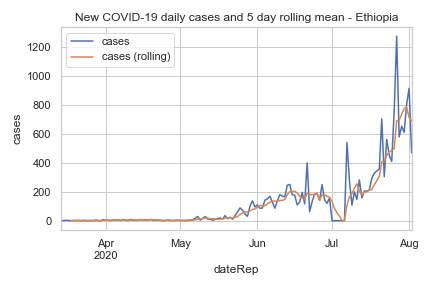 New COVID-19 daily cases and 5 day rolling mean - Ethiopia
cases
cases (rolling)
1200
1000
800
600
400
200
0
cases
Apr
2020
May
Jun
Jul
Aug
dateRep